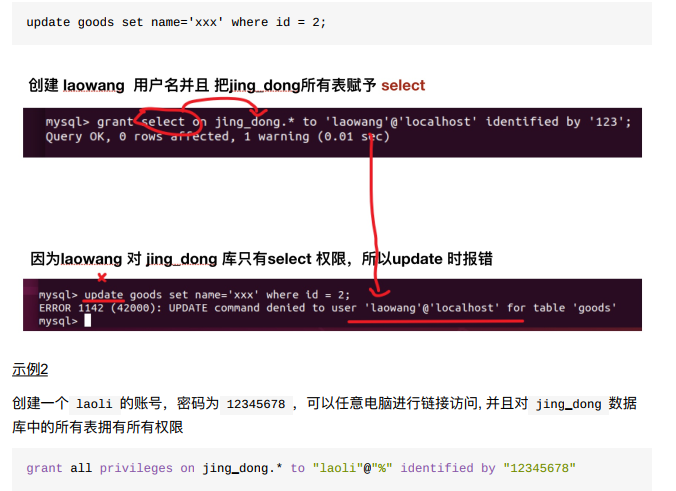 update goods set name='xxx' where id = 2;
创建 laowang 用户名并且 把jing_dong所有表赋予 select
mysql> grant select on jing_dong.* to 'laowang'@'localhost' identified by '123';
Query OK, 0 rows affected, 1 warning (0.01 sec)
因为laowang 对 jing_dong 库只有select 权限，所以update 时报错
mysql> update goods set name='xxx' where id = 2;
ERROR 1142 (42000): UPDATE command denied to user 'laowang'@'localhost' for table 'goods'
mysql>
示例2
创建一个 laoli 的账号，密码为 12345678 ，可以任意电脑进行链接访问, 并且对 jing_dong 数据
库中的所有表拥有所有权限
grant all privileges on jing_dong.* to "laoli"@"%" identified by "12345678"